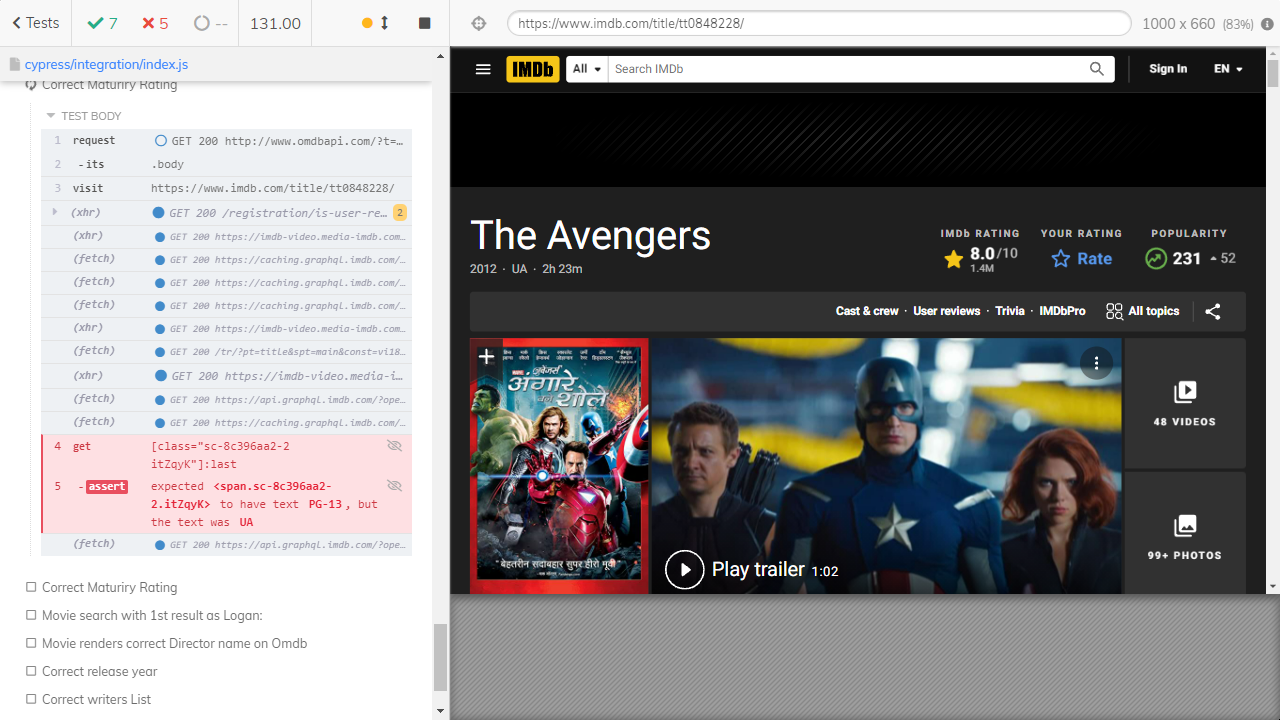 Tests
7
5
--
131.00
https://www.imdb.com/title/tt0848228/
1000 x 660 (83%)
cypress/integration/index.js
Correct Maturity Rating
TEST BODY
1 request GET 200 http://www.omdbapi.com/?t=…
2 -its .body
3 visit https://www.imdb.com/title/tt0848228/
(xhr) GET 200 /registration/is-user-re… 2
(xhr) GET 200 https://imdb-video.media-imdb.com…
(fetch) GET 200 https://caching.graphql.imdb.com/…
(fetch) GET 200 https://caching.graphql.imdb.com/…
(fetch) GET 200 https://caching.graphql.imdb.com/…
(xhr) GET 200 https://imdb-video.media-imdb.com…
(fetch) GET 200 /tr/?pt=title&spt=main&const=vi18…
(xhr) GET 200 https://imdb-video.media-i…
(fetch) GET 200 https://api.graphql.imdb.com/?ope…
(fetch) GET 200 https://caching.graphql.imdb.com/…
4 get [class="sc-8c396aa2-2
itZqyK"]:last
5 -assert expected <span.sc-8c396aa2-
2.itZqyK> to have text PG-13, but
the text was UA
(fetch) GET 200 https://api.graphql.imdb.com/?ope…
Correct Maturiry Rating
Movie search with 1st result as Logan:
Movie renders correct Director name on Omdb
Correct release year
Correct writers List
IMDb
All
Search IMDb
Sign In
EN
The Avengers
2012 · UA · 2h 23m
IMDb RATING
8.0/10
1.4M
YOUR RATING
Rate
POPULARITY
231
52
Cast & crew · User reviews · Trivia · IMDbPro
All topics
अंगारे
शोले
"बेहतरीन सदाबहार सुपर हीरो मूवी"
Play trailer 1:02
48 VIDEOS
99+ PHOTOS